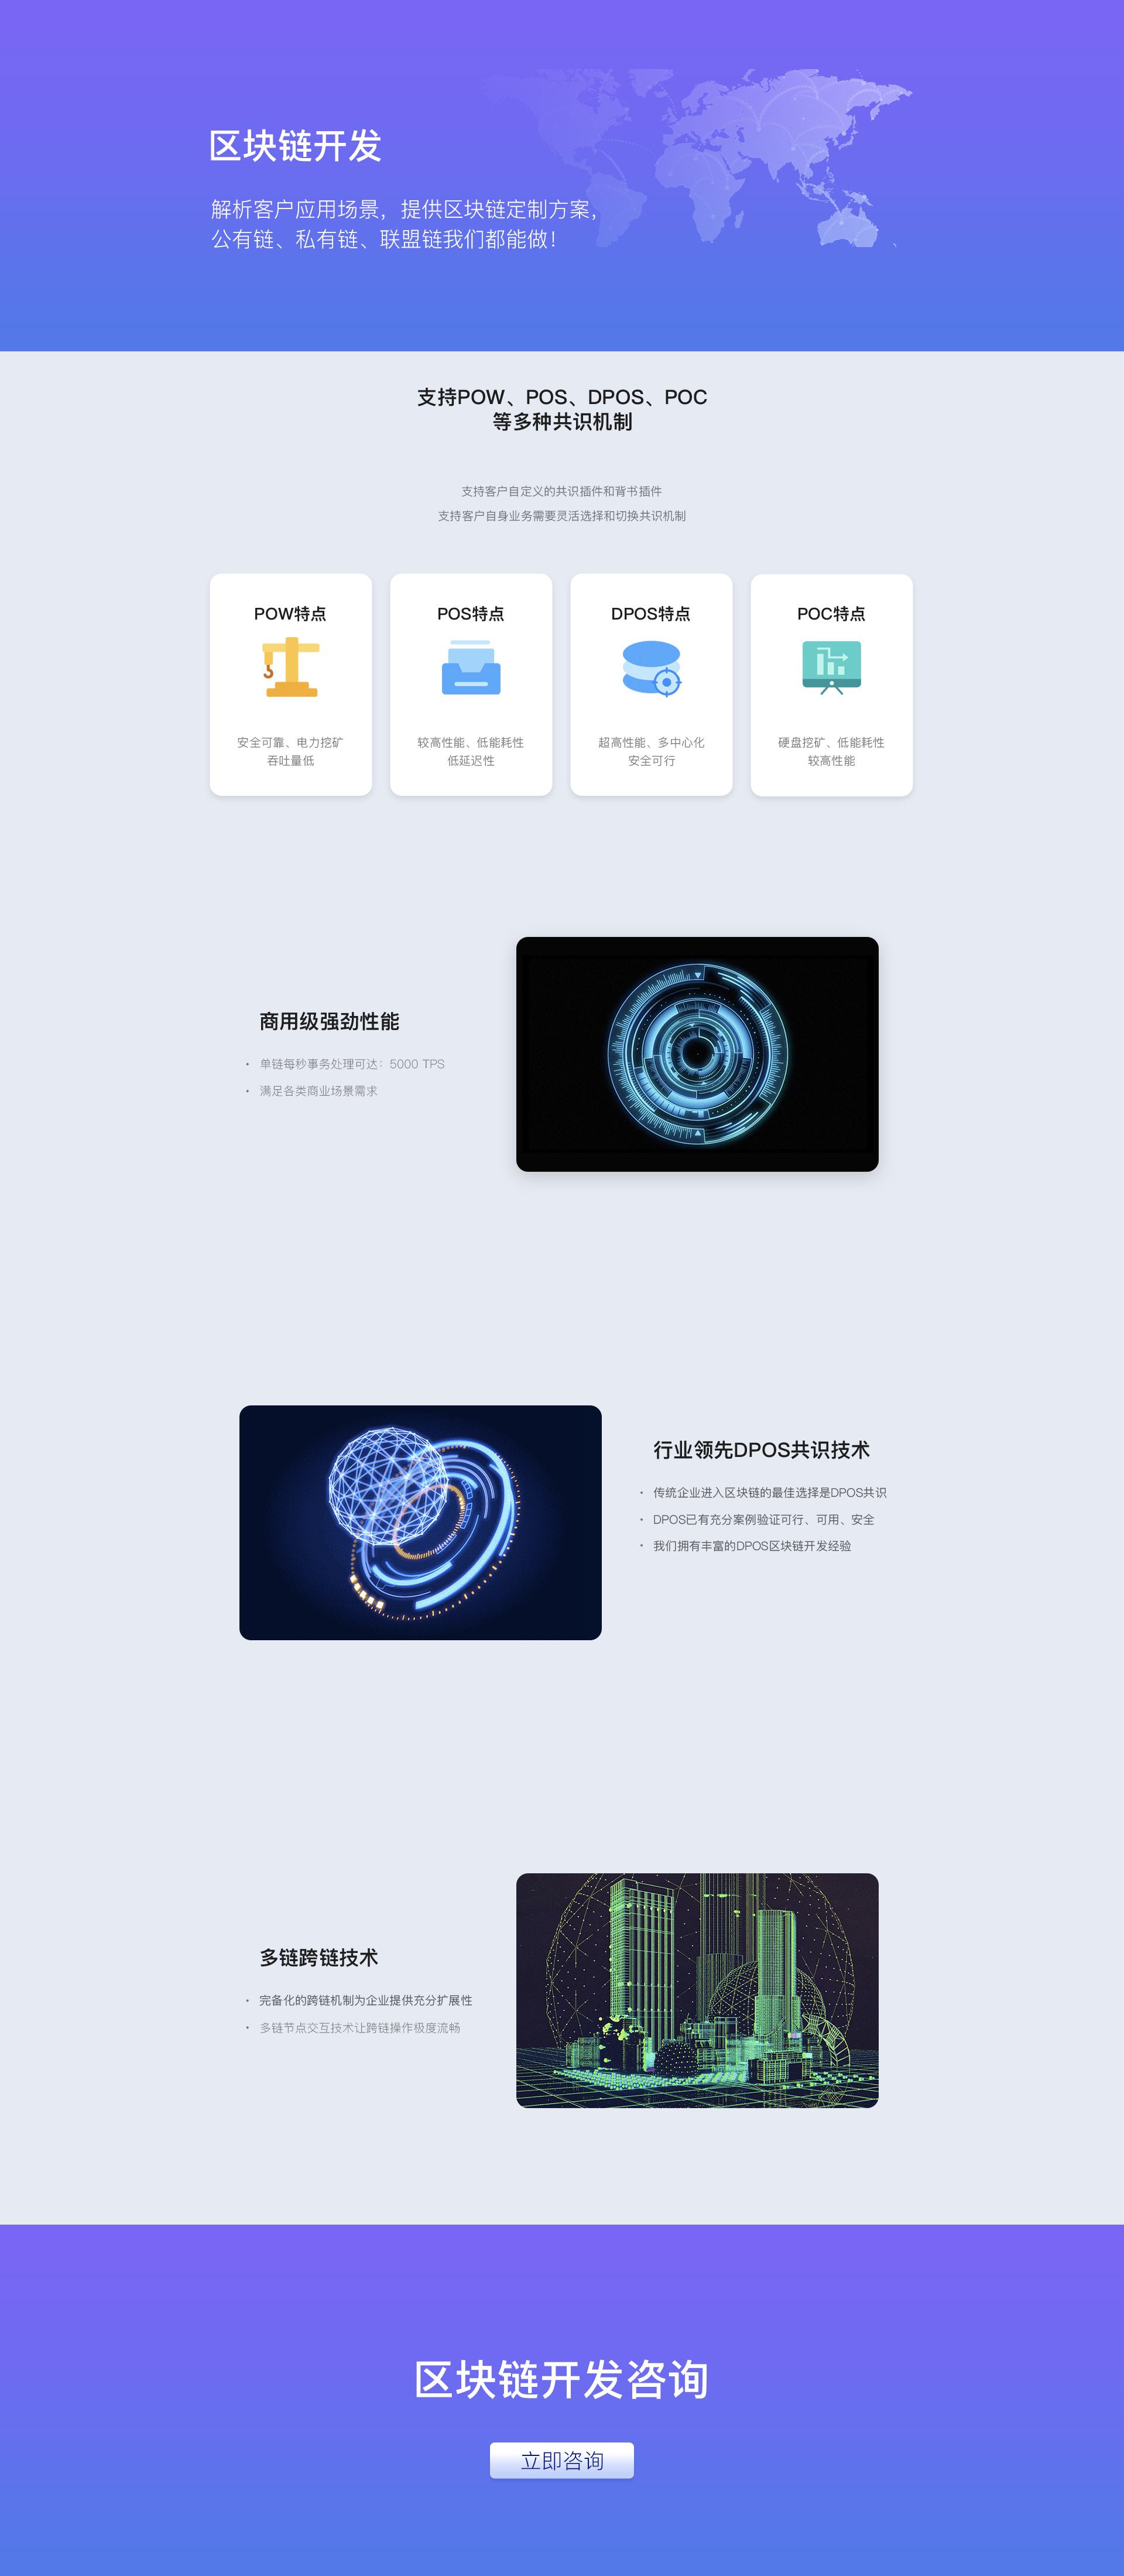 区块链开发
解析客户应用场景，提供区块链定制方案，
公有链、私有链、联盟链我们都能做！
支持POW、POS、DPOS、POC
等多种共识机制
支持客户自定义的共识插件和背书插件
支持客户自身业务需要灵活选择和切换共识机制
POW特点
安全可靠、电力挖矿
吞吐量低
POS特点
较高性能、低能耗性
低延迟性
DPOS特点
超高性能、多中心化
安全可行
POC特点
硬盘挖矿、低能耗性
较高性能
商用级强劲性能
• 单链每秒事务处理可达：5000 TPS
• 满足各类商业场景需求
行业领先DPOS共识技术
• 传统企业进入区块链的最佳选择是DPOS共识
• DPOS已有充分案例验证可行、可用、安全
• 我们拥有丰富的DPOS区块链开发经验
多链跨链技术
• 完备化的跨链机制为企业提供充分扩展性
• 多链节点交互技术让跨链操作极度流畅
区块链开发咨询
立即咨询